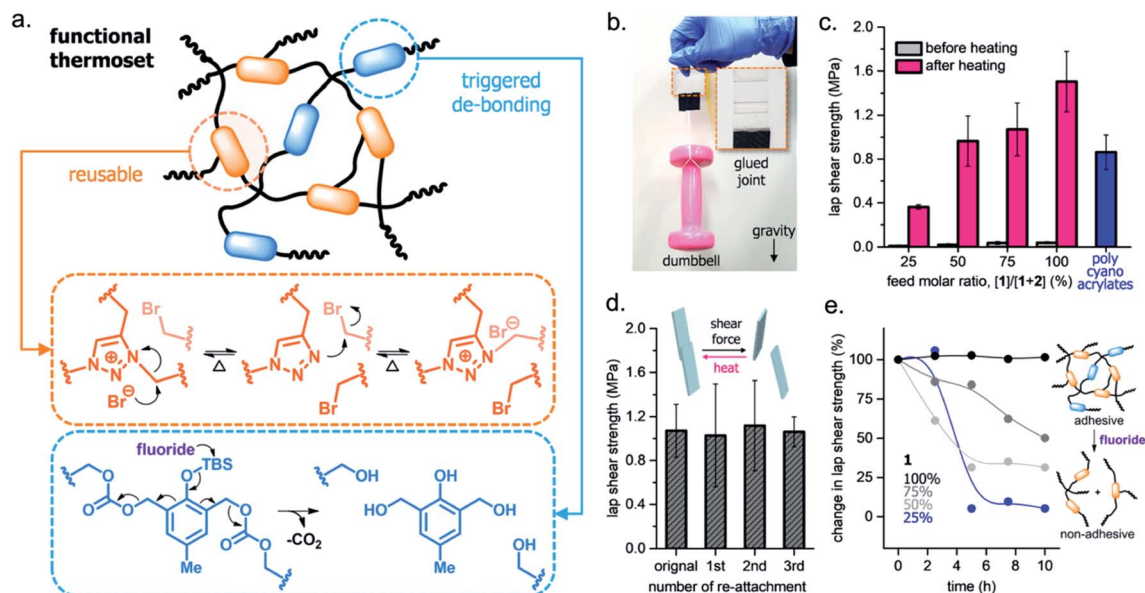 a.
functional
thermoset
triggered
de-bonding
reusable
Br
⊕
N
N
N
Br⊖
Δ
N
N
N
Br
Br
Δ
Br⊖
⊕
N
N
N
Br
fluoride
TBS
O
O
O
O
O
O
O
Me
-CO2
OH
OH
HO
OH
Me
OH
b.
glued
joint
gravity
dumbbell
c.
before heating
after heating
lap shear strength (MPa)
2.0
1.6
1.2
0.8
0.4
0.0
25
50
75
100
poly
cyano
acrylates
feed molar ratio, [1]/[1+2] (%)
d.
lap shear strength (MPa)
2.0
1.6
1.2
0.8
0.4
0.0
shear
force
heat
orignal
1st
2nd
3rd
number of re-attachment
e.
change in lap shear strength (%)
100
75
50
25
0
1
100%
75%
50%
25%
0
2
4
6
8
10
time (h)
adhesive
fluoride
+
non-adhesive